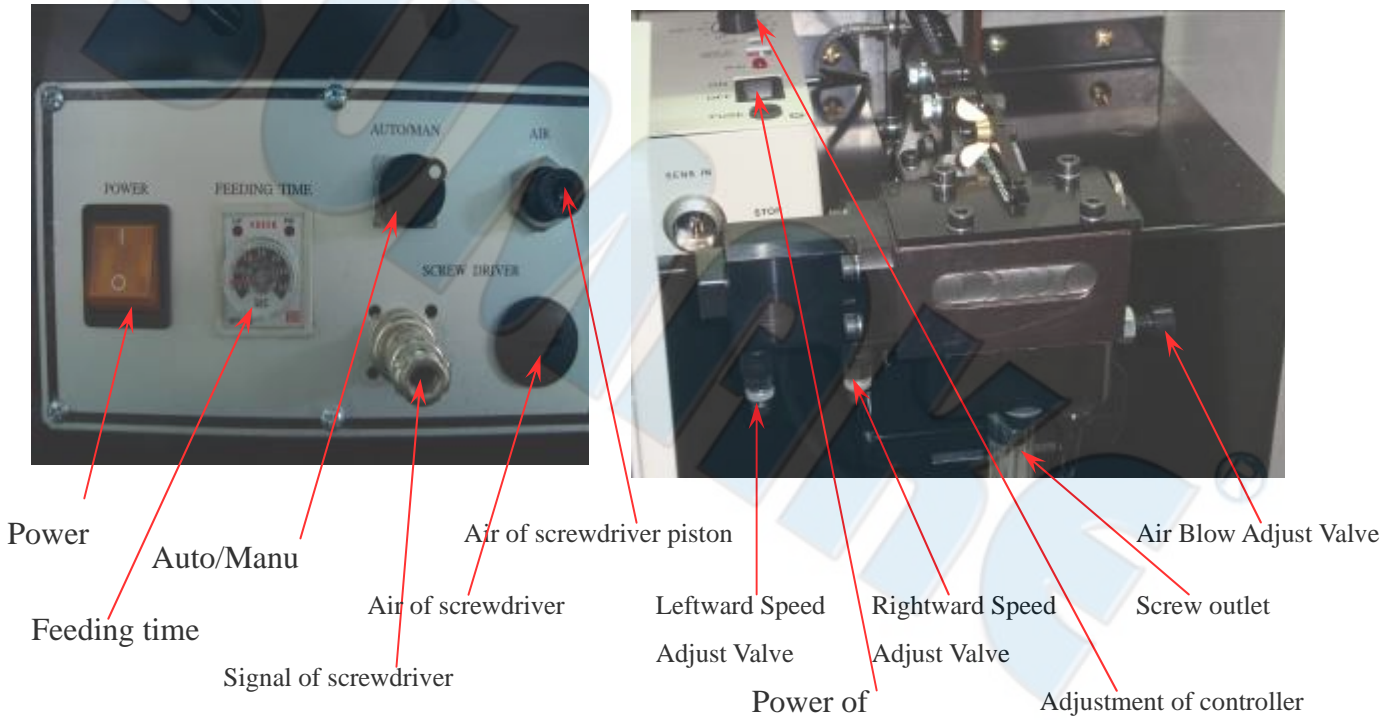 AUTO/MAN
AIR
POWER
FEEDING TIME
SCREW DRIVER
SENS IN
STOP
Power
Auto/Manu
Feeding time
Air of screwdriver piston
Air of screwdriver
Signal of screwdriver
Air Blow Adjust Valve
Leftward Speed
Adjust Valve
Rightward Speed
Adjust Valve
Screw outlet
Power of
Adjustment of controller